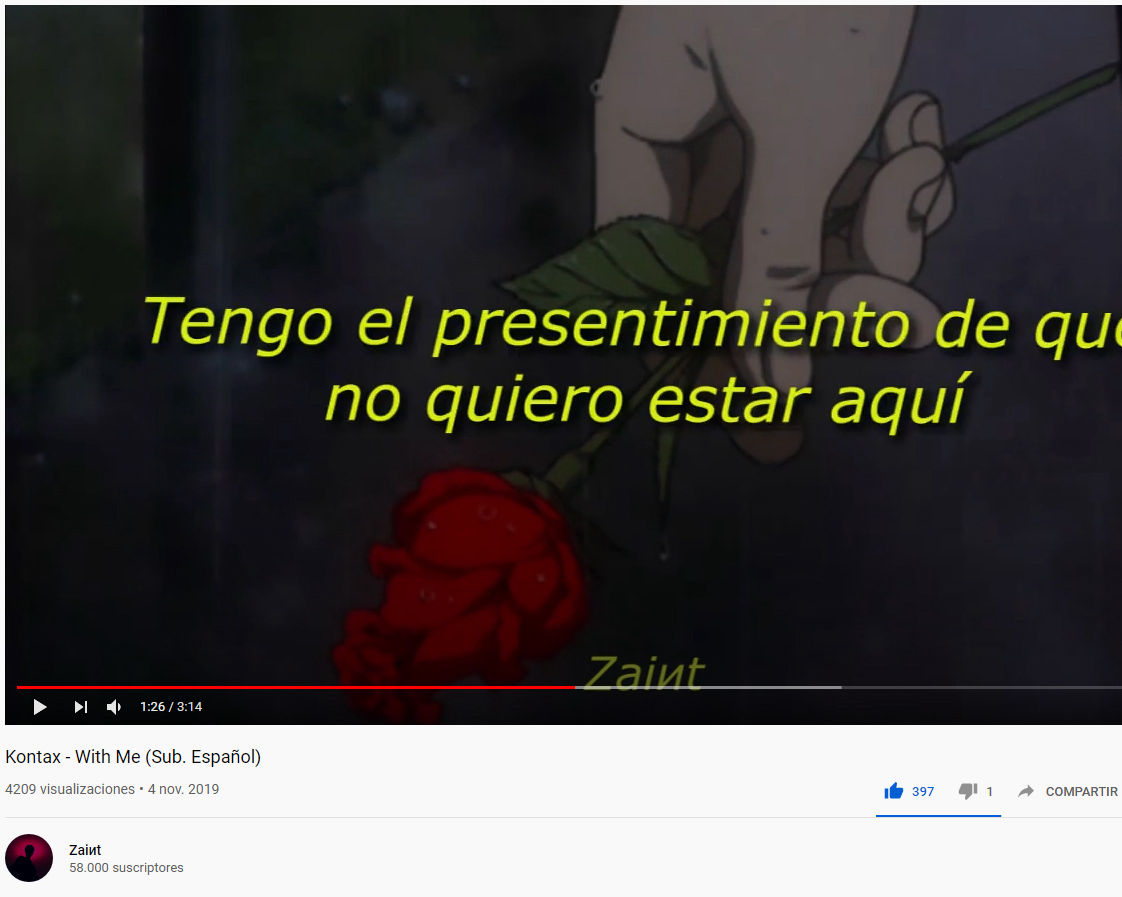 Tengo el presentimiento de que
no quiero estar aquí
Zaiиt
1:26 / 3:14
Kontax - With Me (Sub. Español)
4209 visualizaciones • 4 nov. 2019
397 1 COMPARTIR
Zaiиt
58.000 suscriptores